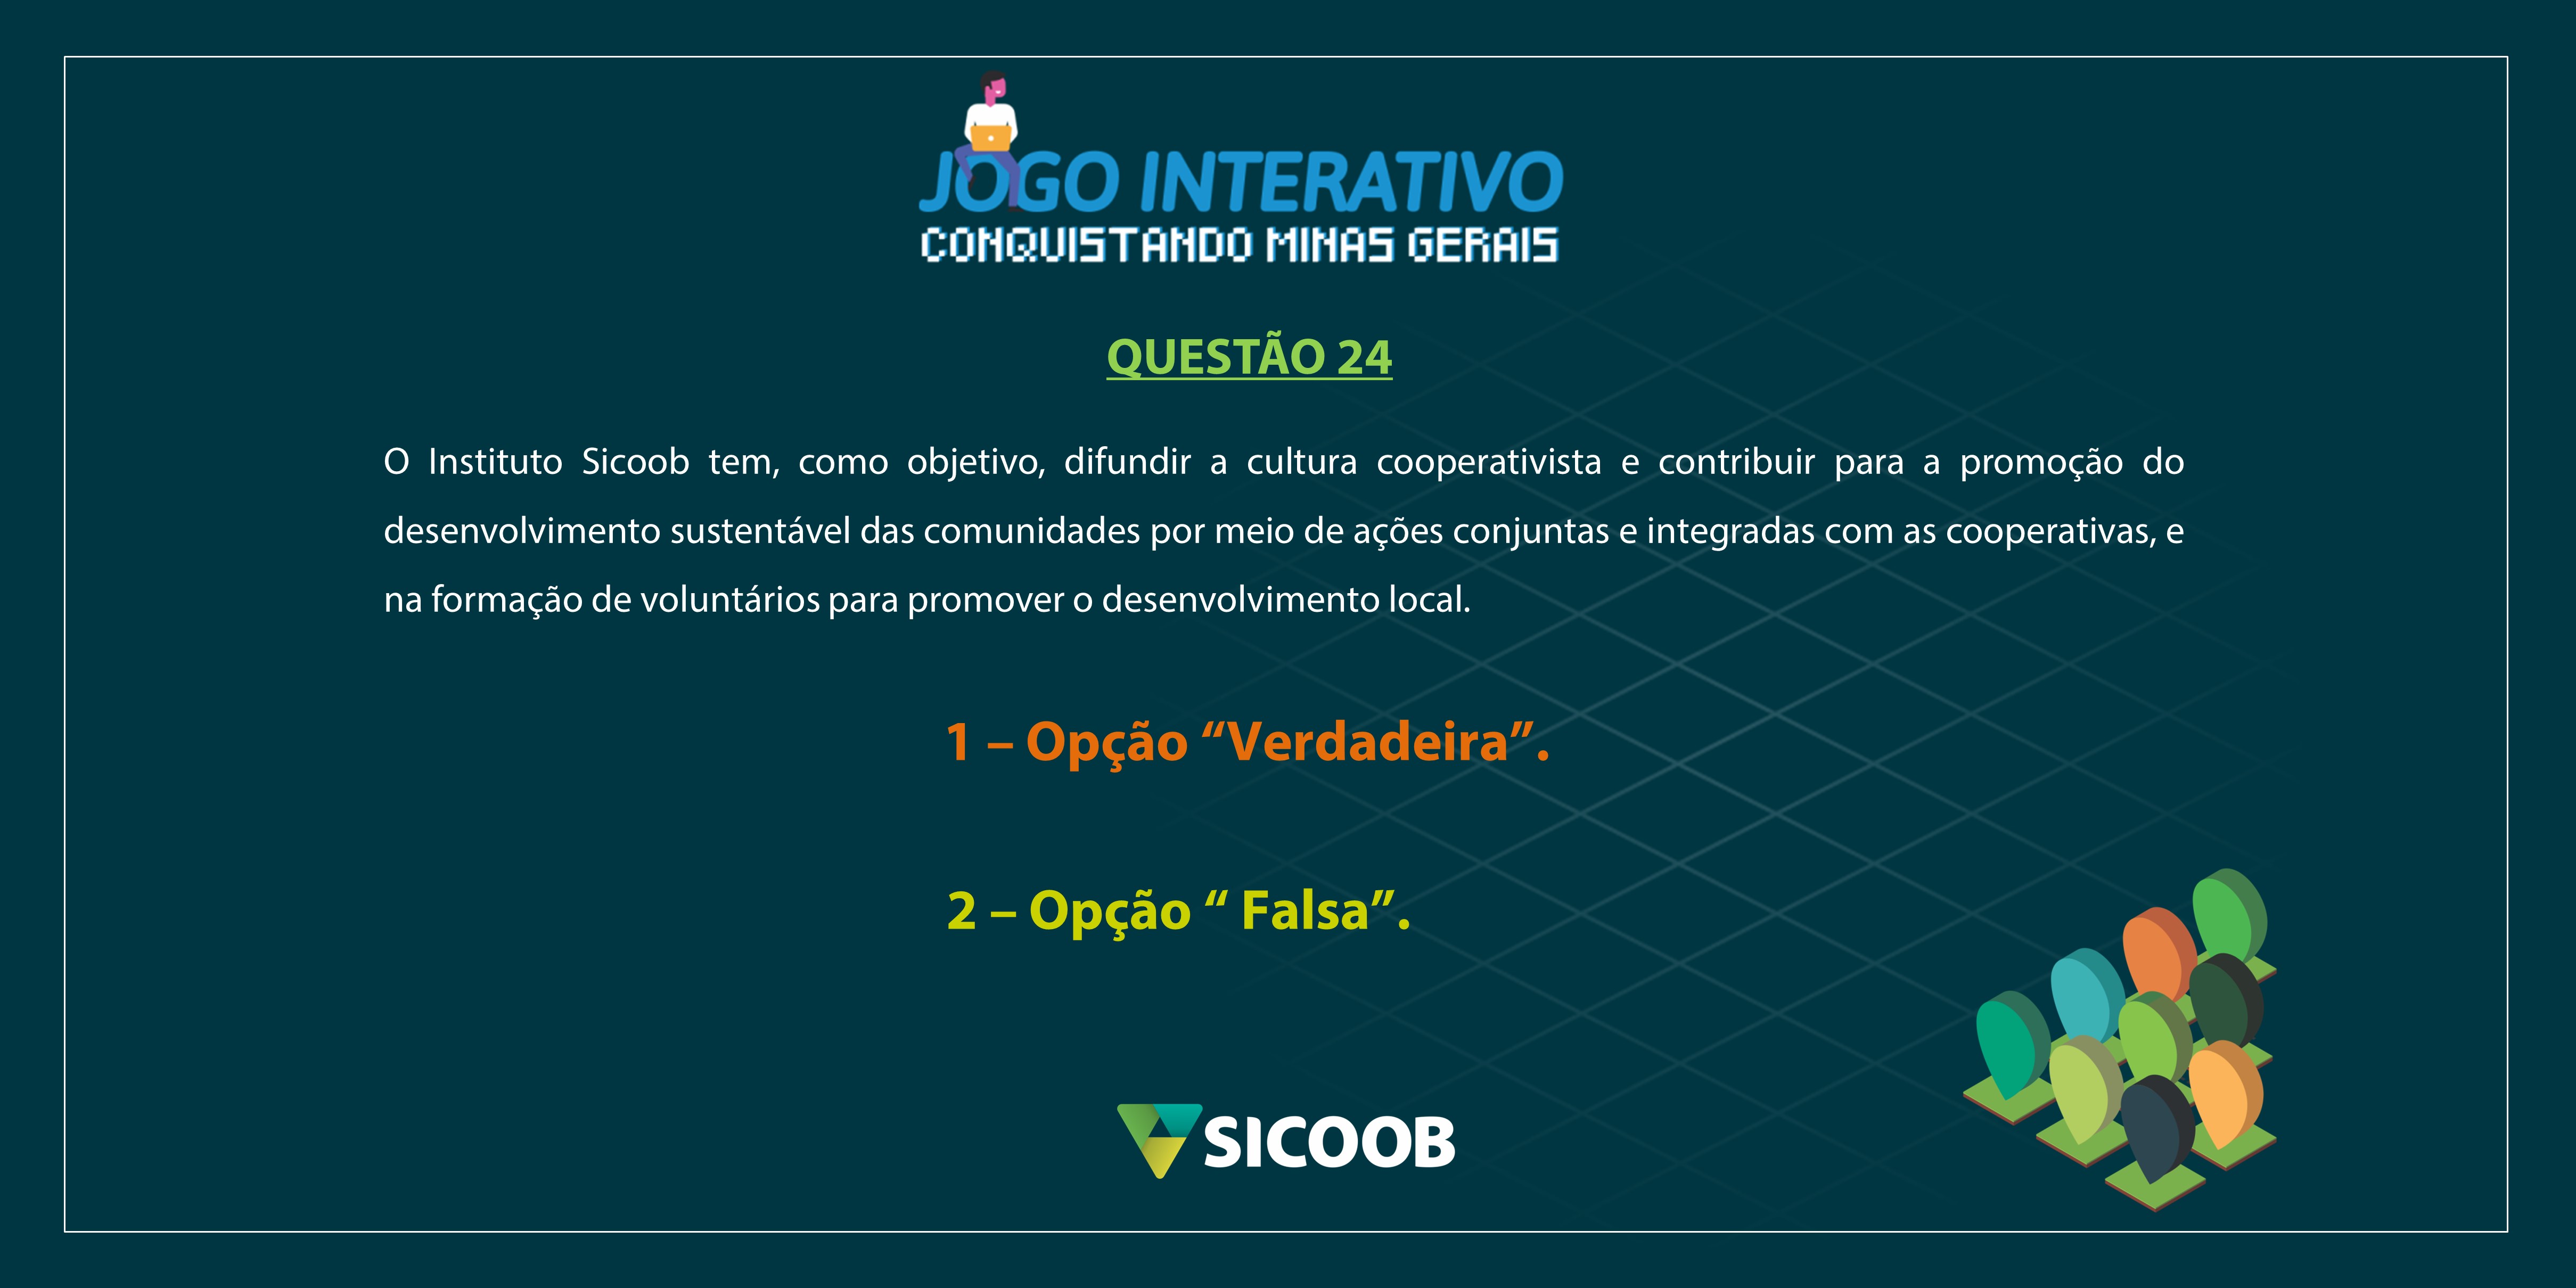 JOGO INTERATIVO
CONQUISTANDO MINAS GERAIS
QUESTÃO 24
O Instituto Sicoob tem, como objetivo, difundir a cultura cooperativista e contribuir para a promoção do
desenvolvimento sustentável das comunidades por meio de ações conjuntas e integradas com as cooperativas, e
na formação de voluntários para promover o desenvolvimento local.
1 – Opção “Verdadeira”.
2 – Opção “ Falsa”.
SICOOB